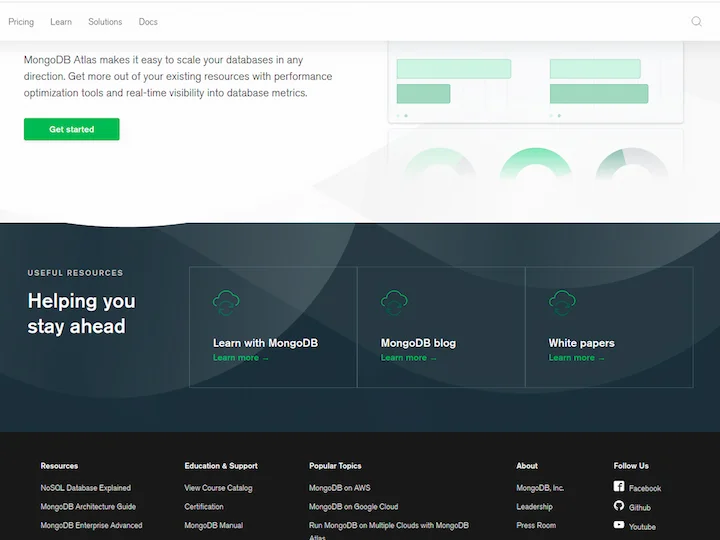 Pricing Learn Solutions Docs
MongoDB Atlas makes it easy to scale your databases in any
direction. Get more out of your existing resources with performance
optimization tools and real-time visibility into database metrics.
Get started
USEFUL RESOURCES
Helping you
stay ahead
Learn with MongoDB
Learn more →
MongoDB blog
Learn more →
White papers
Learn more →
Resources
NoSQL Database Explained
MongoDB Architecture Guide
MongoDB Enterprise Advanced
Education & Support
View Course Catalog
Certification
MongoDB Manual
Popular Topics
MongoDB on AWS
MongoDB on Google Cloud
Run MongoDB on Multiple Clouds with MongoDB
Atlas
About
MongoDB, Inc.
Leadership
Press Room
Follow Us
Facebook
Github
Youtube